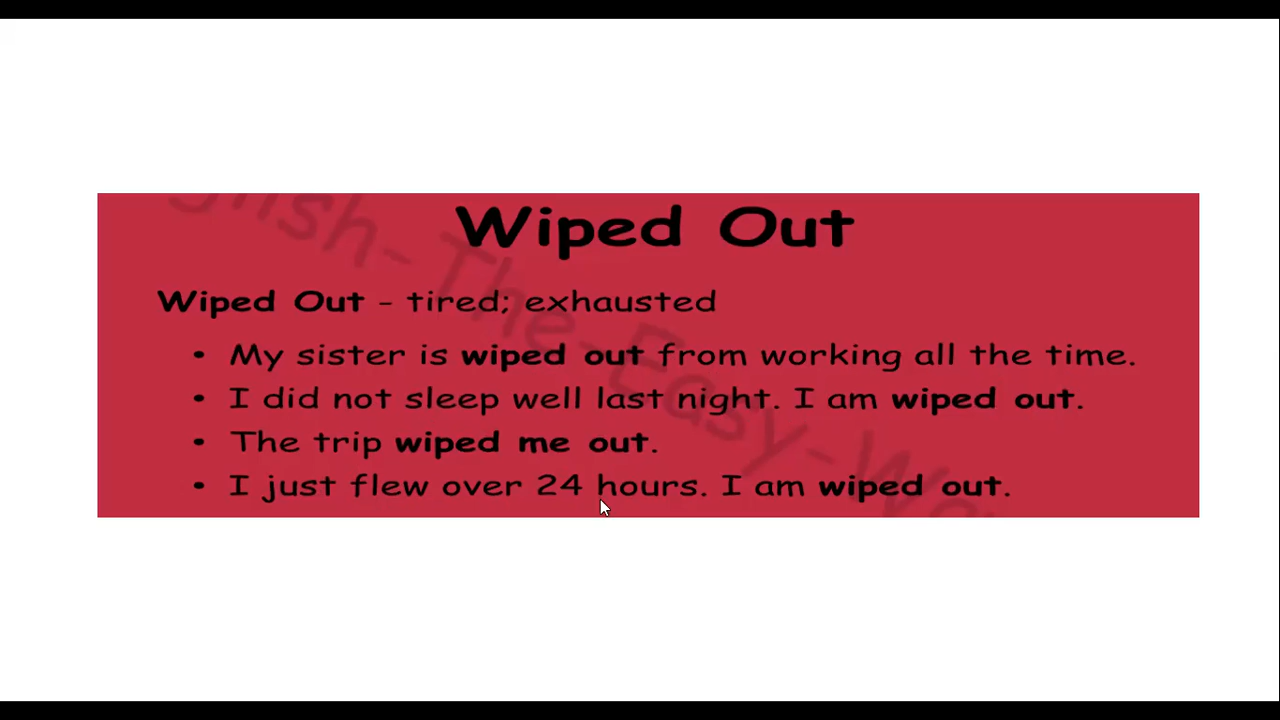 Wiped Out
Wiped Out - tired; exhausted
• My sister is wiped out from working all the time.
• I did not sleep well last night. I am wiped out.
• The trip wiped me out.
• I just flew over 24 hours. I am wiped out.
-The-Easy-